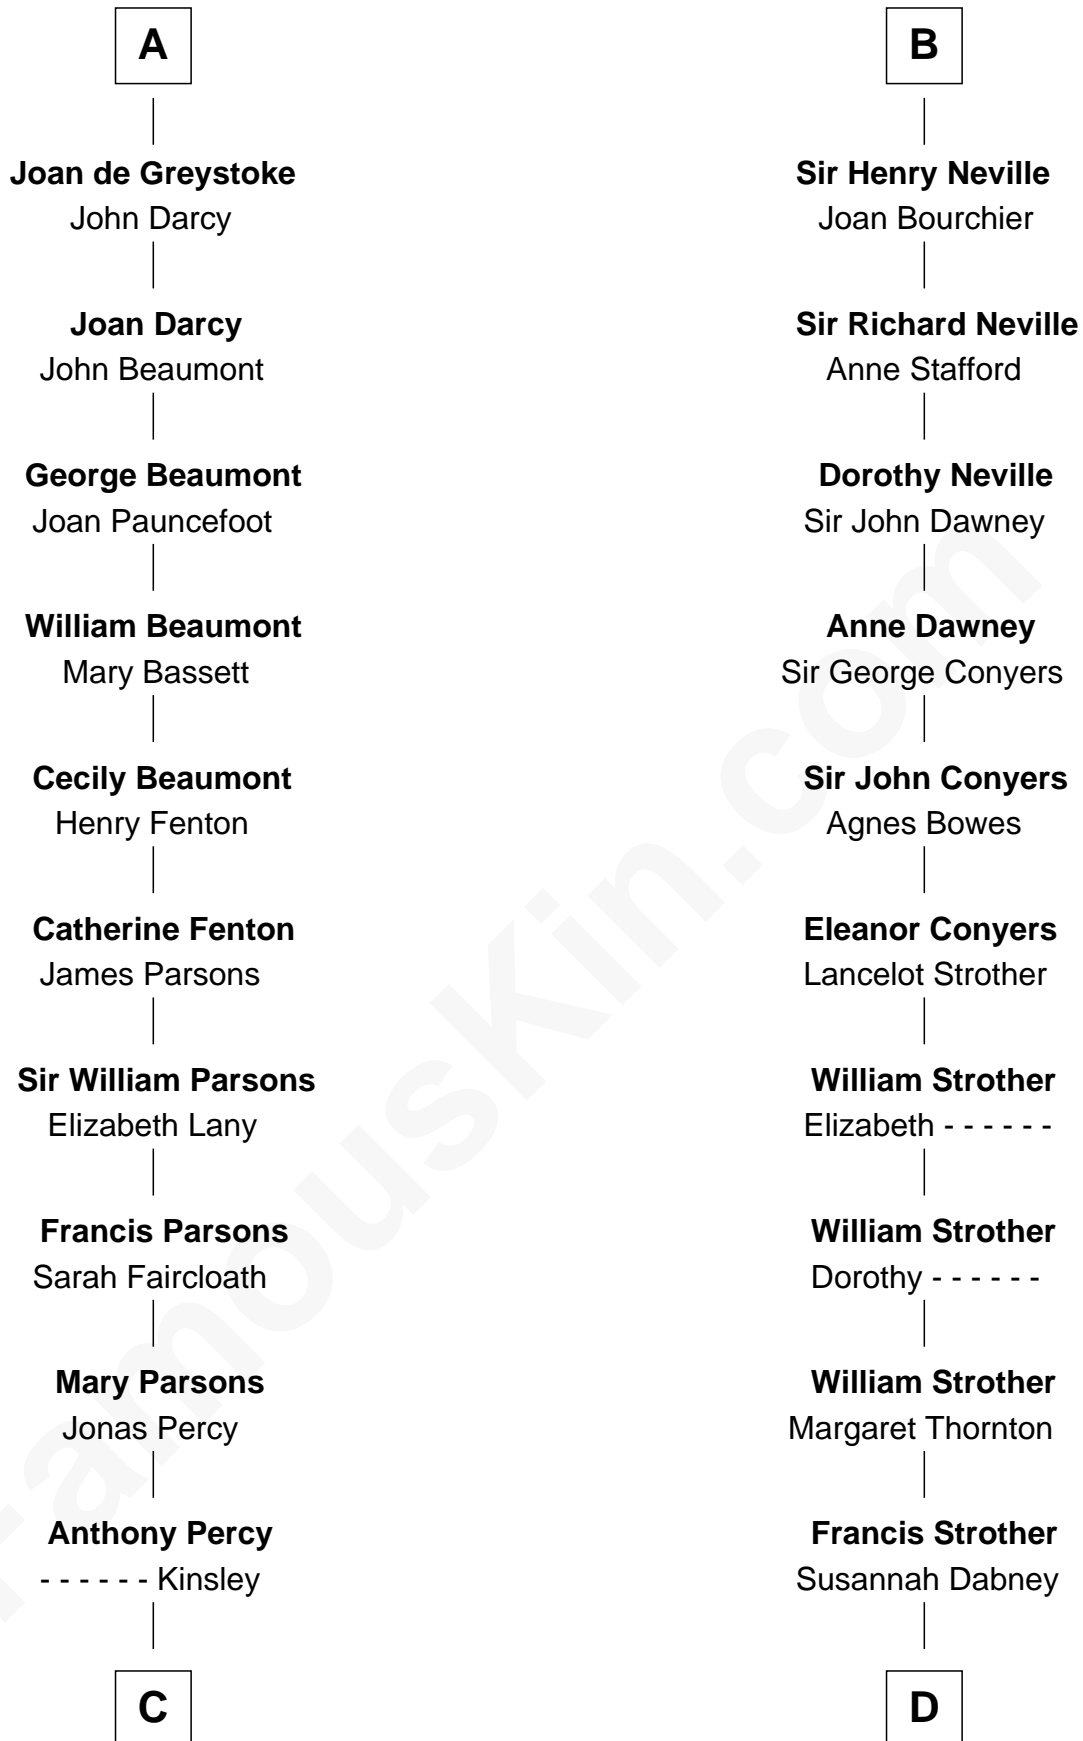 A
Joan de Greystoke
John Darcy
Joan Darcy
John Beaumont
George Beaumont
Joan Pauncefoot
William Beaumont
Mary Bassett
Cecily Beaumont
Henry Fenton
Catherine Fenton
James Parsons
Sir William Parsons
Elizabeth Lany
Francis Parsons
Sarah Faircloath
Mary Parsons
Jonas Percy
Anthony Percy
- - - - - - Kinsley
C
B
Sir Henry Neville
Joan Bourchier
Sir Richard Neville
Anne Stafford
Dorothy Neville
Sir John Dawney
Anne Dawney
Sir George Conyers
Sir John Conyers
Agnes Bowes
Eleanor Conyers
Lancelot Strother
William Strother
Elizabeth - - - - - -
William Strother
Dorothy - - - - - -
William Strother
Margaret Thornton
Francis Strother
Susannah Dabney
D
FamousKin.com